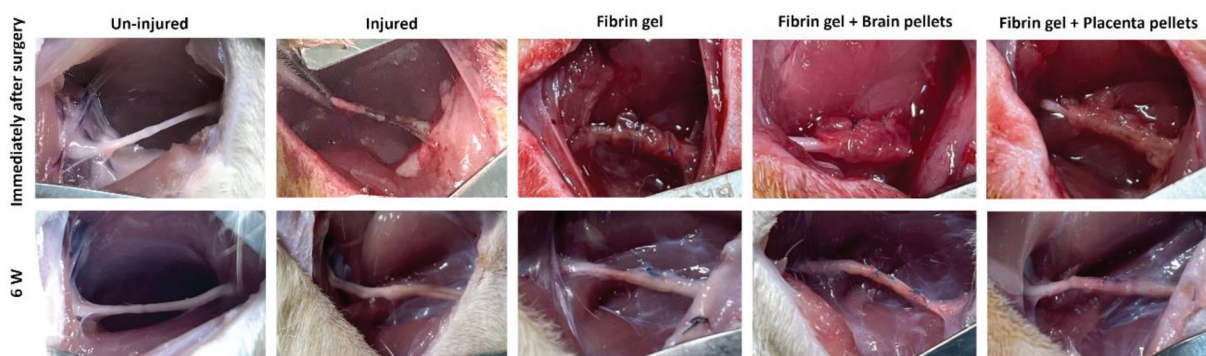 Un-injured
Injured
Fibrin gel
Fibrin gel + Brain pellets
Fibrin gel + Placenta pellets
Immediately after surgery
6 W